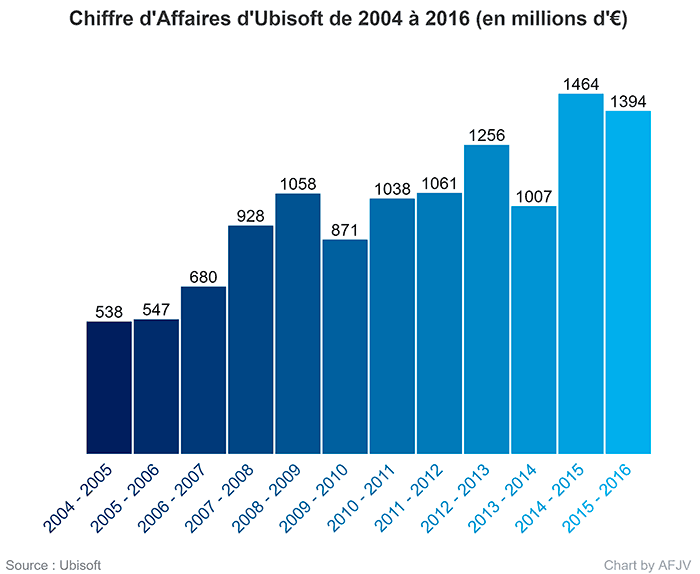 Chiffre d'Affaires d'Ubisoft de 2004 à 2016 (en millions d'€)
538
547
680
928
1058
871
1038
1061
1256
1007
1464
1394
2004 - 2005
2005 - 2006
2006 - 2007
2007 - 2008
2008 - 2009
2009 - 2010
2010 - 2011
2011 - 2012
2012 - 2013
2013 - 2014
2014 - 2015
2015 - 2016
Source : Ubisoft
Chart by AFJV